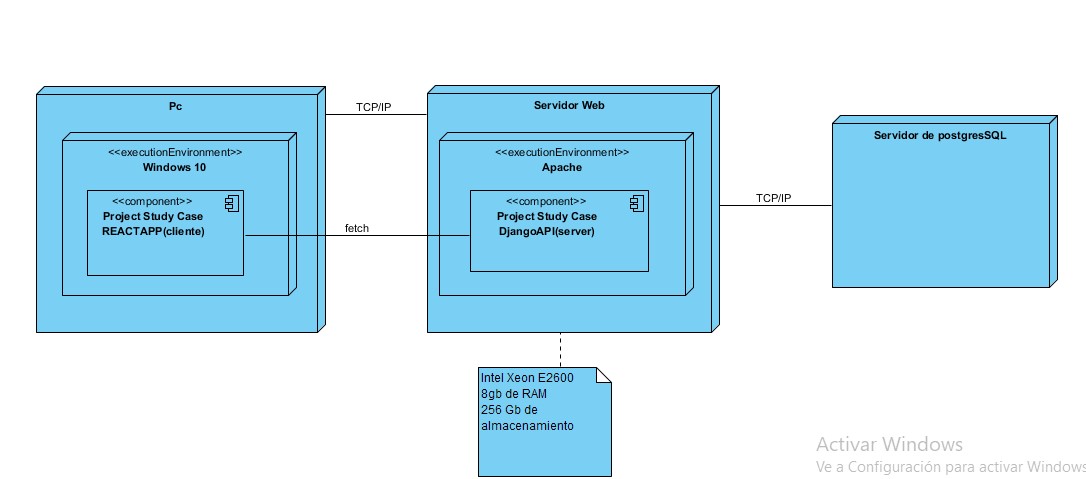 Pc
TCP/IP
Servidor Web
Servidor de postgresSQL
<<executionEnvironment>>
Windows 10
<<executionEnvironment>>
Apache
<<component>>
Project Study Case
REACTAPP(cliente)
<<component>>
Project Study Case
DjangoAPI(server)
TCP/IP
fetch
Intel Xeon E2600
8gb de RAM
256 Gb de
almacenamiento
Activar Windows
Ve a Configuración para activar Windows